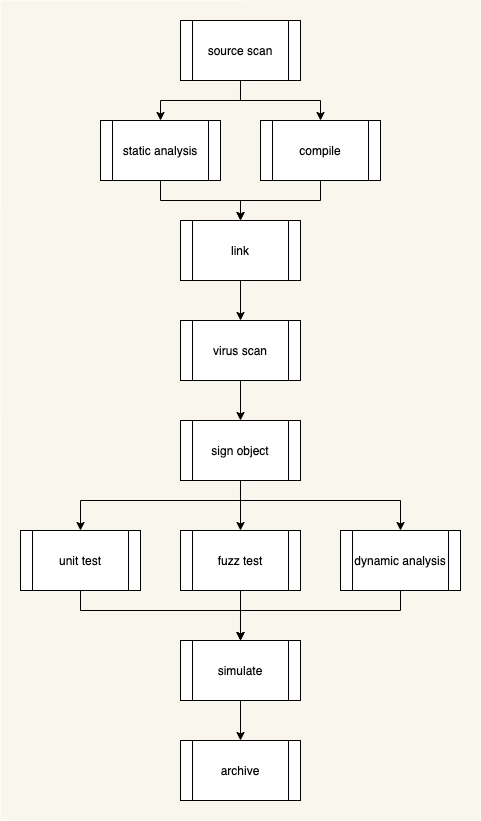 source scan
static analysis
compile
link
virus scan
sign object
unit test
fuzz test
dynamic analysis
simulate
archive